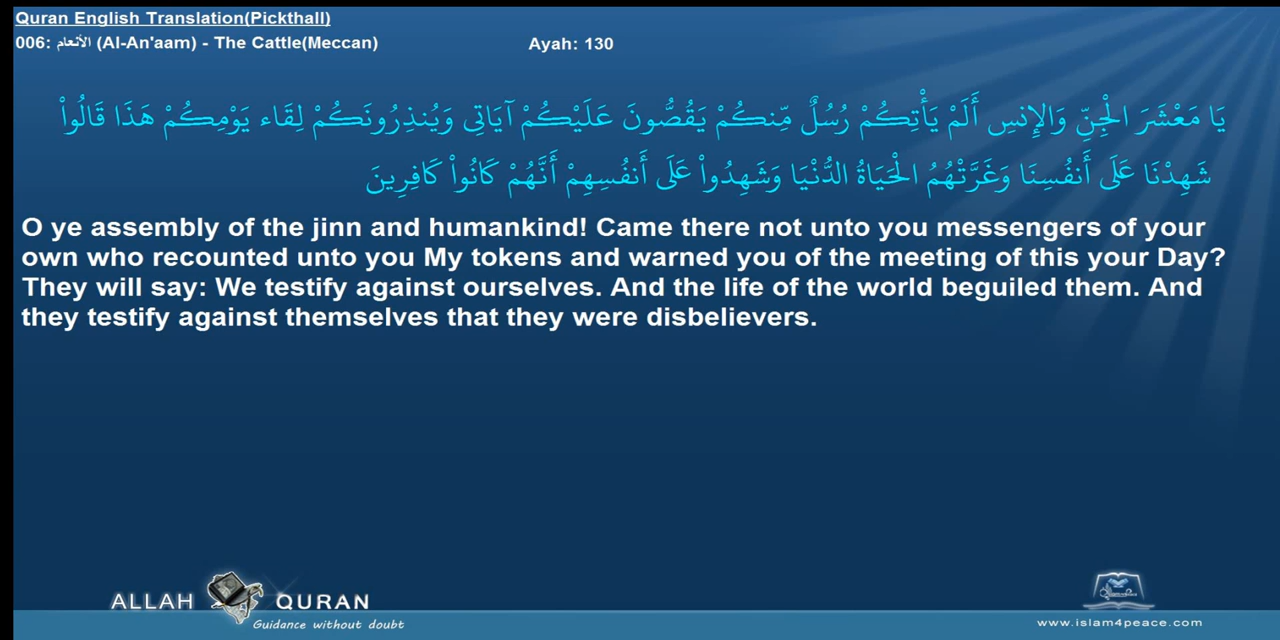 Quran English Translation(Pickthall)
006: الأنعام (Al-An'aam) - The Cattle(Meccan)
Ayah: 130
يَا مَعْشَرَ الْجِنِّ وَالإِنسِ أَلَمْ يَأْتِكُمْ رُسُلٌ مِّنكُمْ يَقُصُّونَ عَلَيْكُمْ آيَاتِي وَيُنذِرُونَكُمْ لِقَاء يَوْمِكُمْ هَذَا قَالُواْ
شَهِدْنَا عَلَى أَنفُسِنَا وَغَرَّتْهُمُ الْحَيَاةُ الدُّنْيَا وَشَهِدُواْ عَلَى أَنفُسِهِمْ أَنَّهُمْ كَانُواْ كَافِرِينَ
O ye assembly of the jinn and humankind! Came there not unto you messengers of your
own who recounted unto you My tokens and warned you of the meeting of this your Day?
They will say: We testify against ourselves. And the life of the world beguiled them. And
they testify against themselves that they were disbelievers.
ALLAH QURAN
Guidance without doubt
www.islam4peace.com